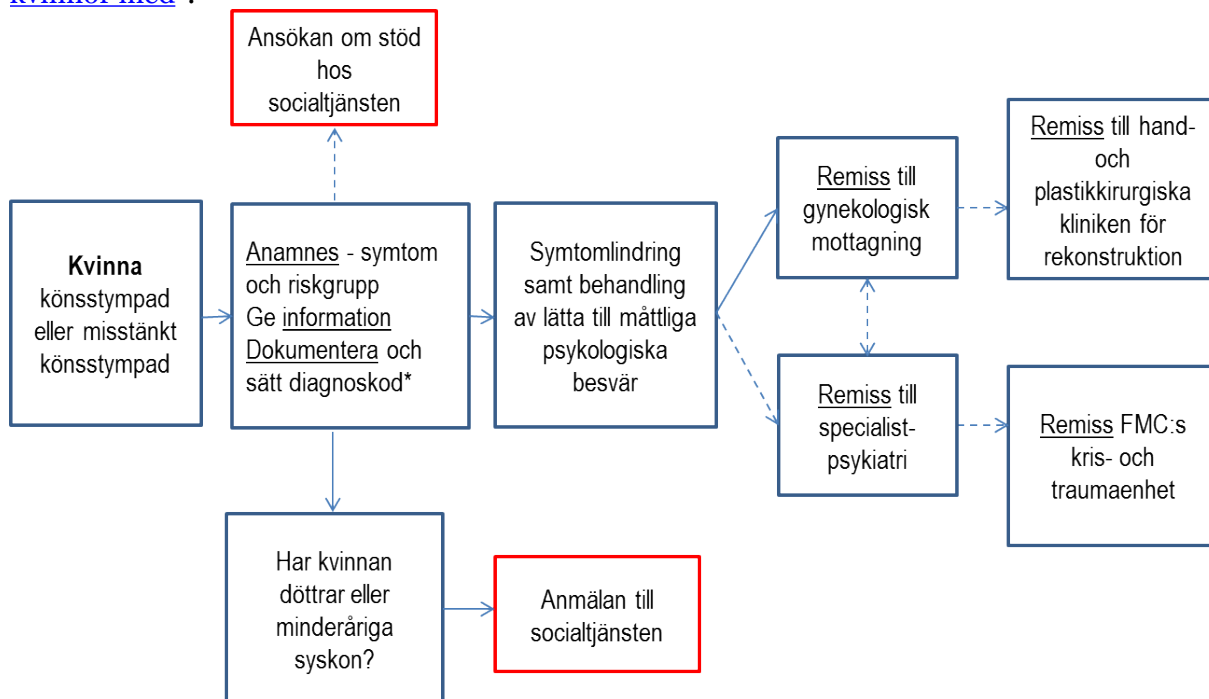 kvinnor med".
Ansökan om stöd
hos
socialtjänsten
Kvinna
könsstympad
eller misstänkt
könsstympad
Anamnes - symtom
och riskgrupp
Ge information
Dokumentera och
sätt diagnoskod*
Symtomlindring
samt behandling
av lätta till måttliga
psykologiska
besvär
Remiss till
gynekologisk
mottagning
Remiss till hand-
och
plastikkirurgiska
kliniken för
rekonstruktion
Remiss till
specialist-
psykiatri
Remiss FMC:s
kris- och
traumaenhet
Har kvinnan
döttrar eller
minderåriga
syskon?
Anmälan till
socialtjänsten